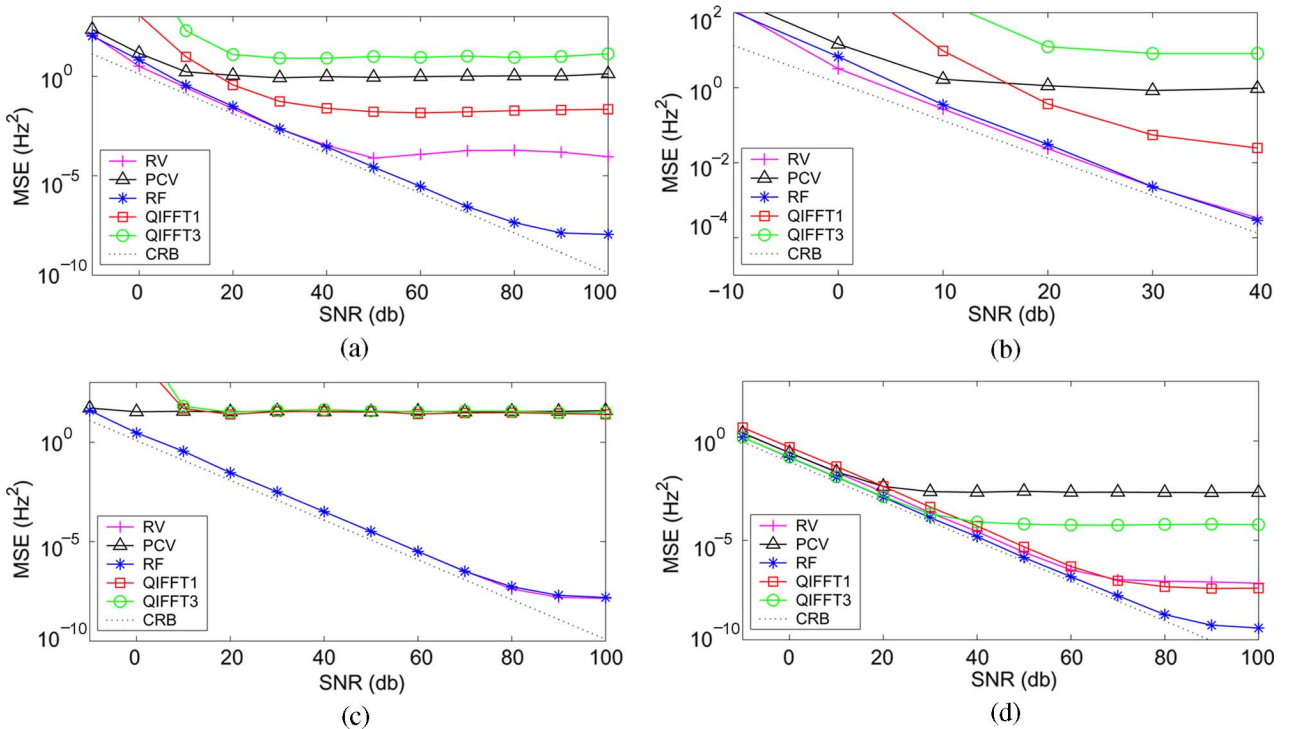 MSE (Hz²)
10⁰
10⁻⁵
10⁻¹⁰
RV
PCV
RF
QIFFT1
QIFFT3
CRB
0 20 40 60 80 100
SNR (db)
(a)
MSE (Hz²)
10²
10⁰
10⁻²
10⁻⁴
RV
PCV
RF
QIFFT1
QIFFT3
CRB
−10 0 10 20 30 40
SNR (db)
(b)
MSE (Hz²)
10⁰
10⁻⁵
10⁻¹⁰
RV
PCV
RF
QIFFT1
QIFFT3
CRB
0 20 40 60 80 100
SNR (db)
(c)
MSE (Hz²)
10⁰
10⁻⁵
10⁻¹⁰
RV
PCV
RF
QIFFT1
QIFFT3
CRB
0 20 40 60 80 100
SNR (db)
(d)